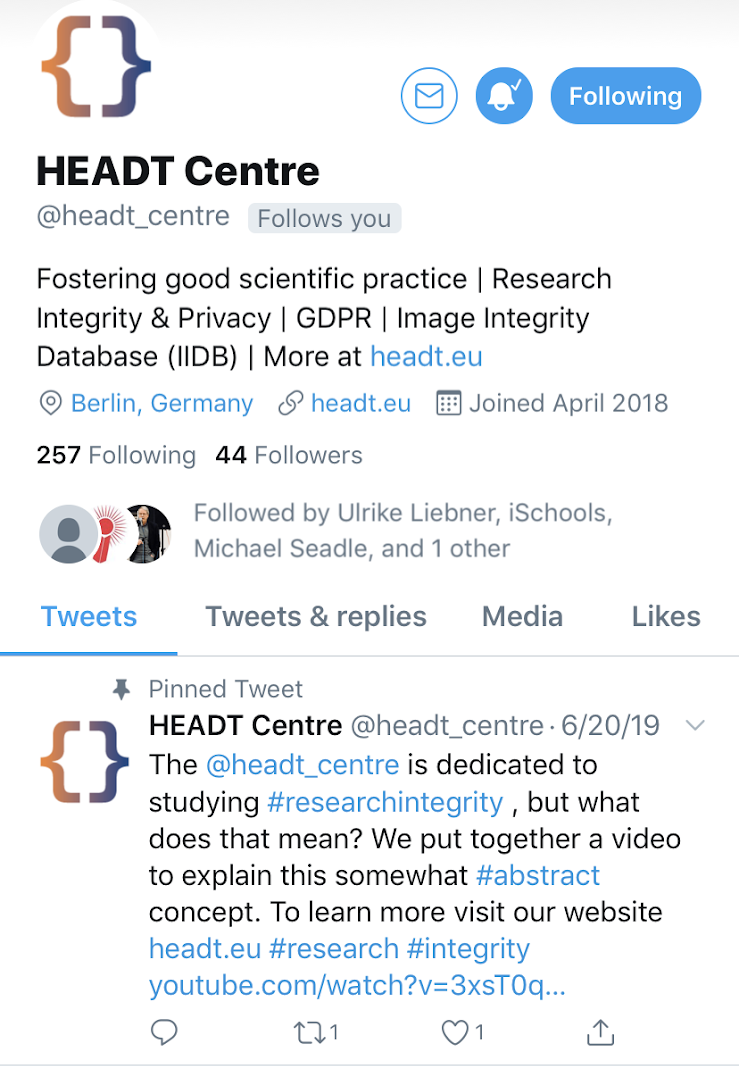 Following
HEADT Centre
@headt_centre Follows you
Fostering good scientific practice | Research
Integrity & Privacy | GDPR | Image Integrity
Database (IIDB) | More at headt.eu
Berlin, Germany headt.eu Joined April 2018
257 Following 44 Followers
Followed by Ulrike Liebner, iSchools,
Michael Seadle, and 1 other
Tweets Tweets & replies Media Likes
Pinned Tweet
HEADT Centre @headt_centre · 6/20/19
The @headt_centre is dedicated to
studying #researchintegrity , but what
does that mean? We put together a video
to explain this somewhat #abstract
concept. To learn more visit our website
headt.eu #research #integrity
youtube.com/watch?v=3xsT0q...
1 1